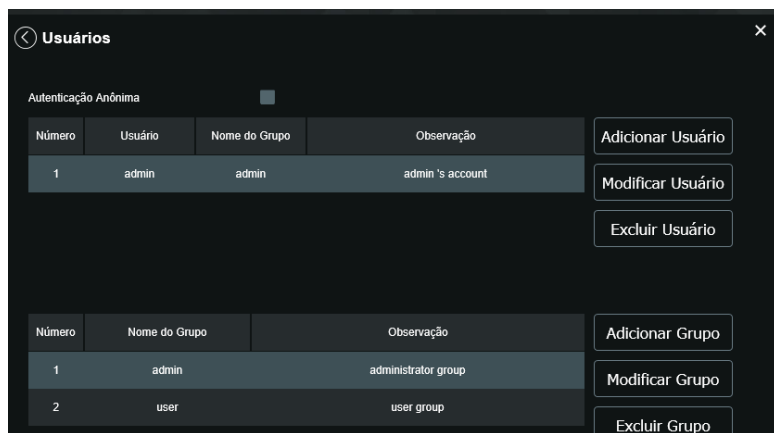 Usuários
Autenticação Anônima
Número Usuário Nome do Grupo Observação
1 admin admin admin 's account
Adicionar Usuário
Modificar Usuário
Excluir Usuário
Número Nome do Grupo Observação
1 admin administrator group
2 user user group
Adicionar Grupo
Modificar Grupo
Excluir Grupo